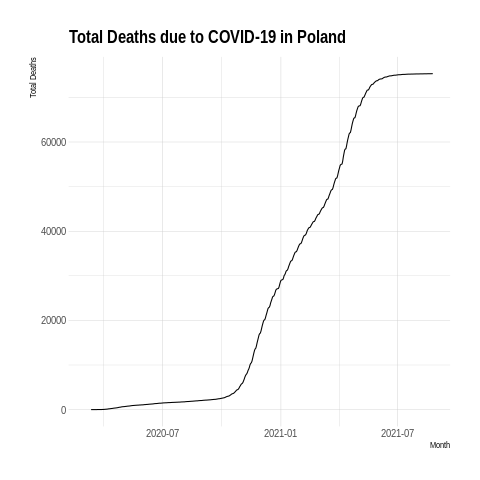 Total Deaths due to COVID-19 in Poland
Total Deaths
60000
40000
20000
0
2020-07 2021-01 2021-07
Month